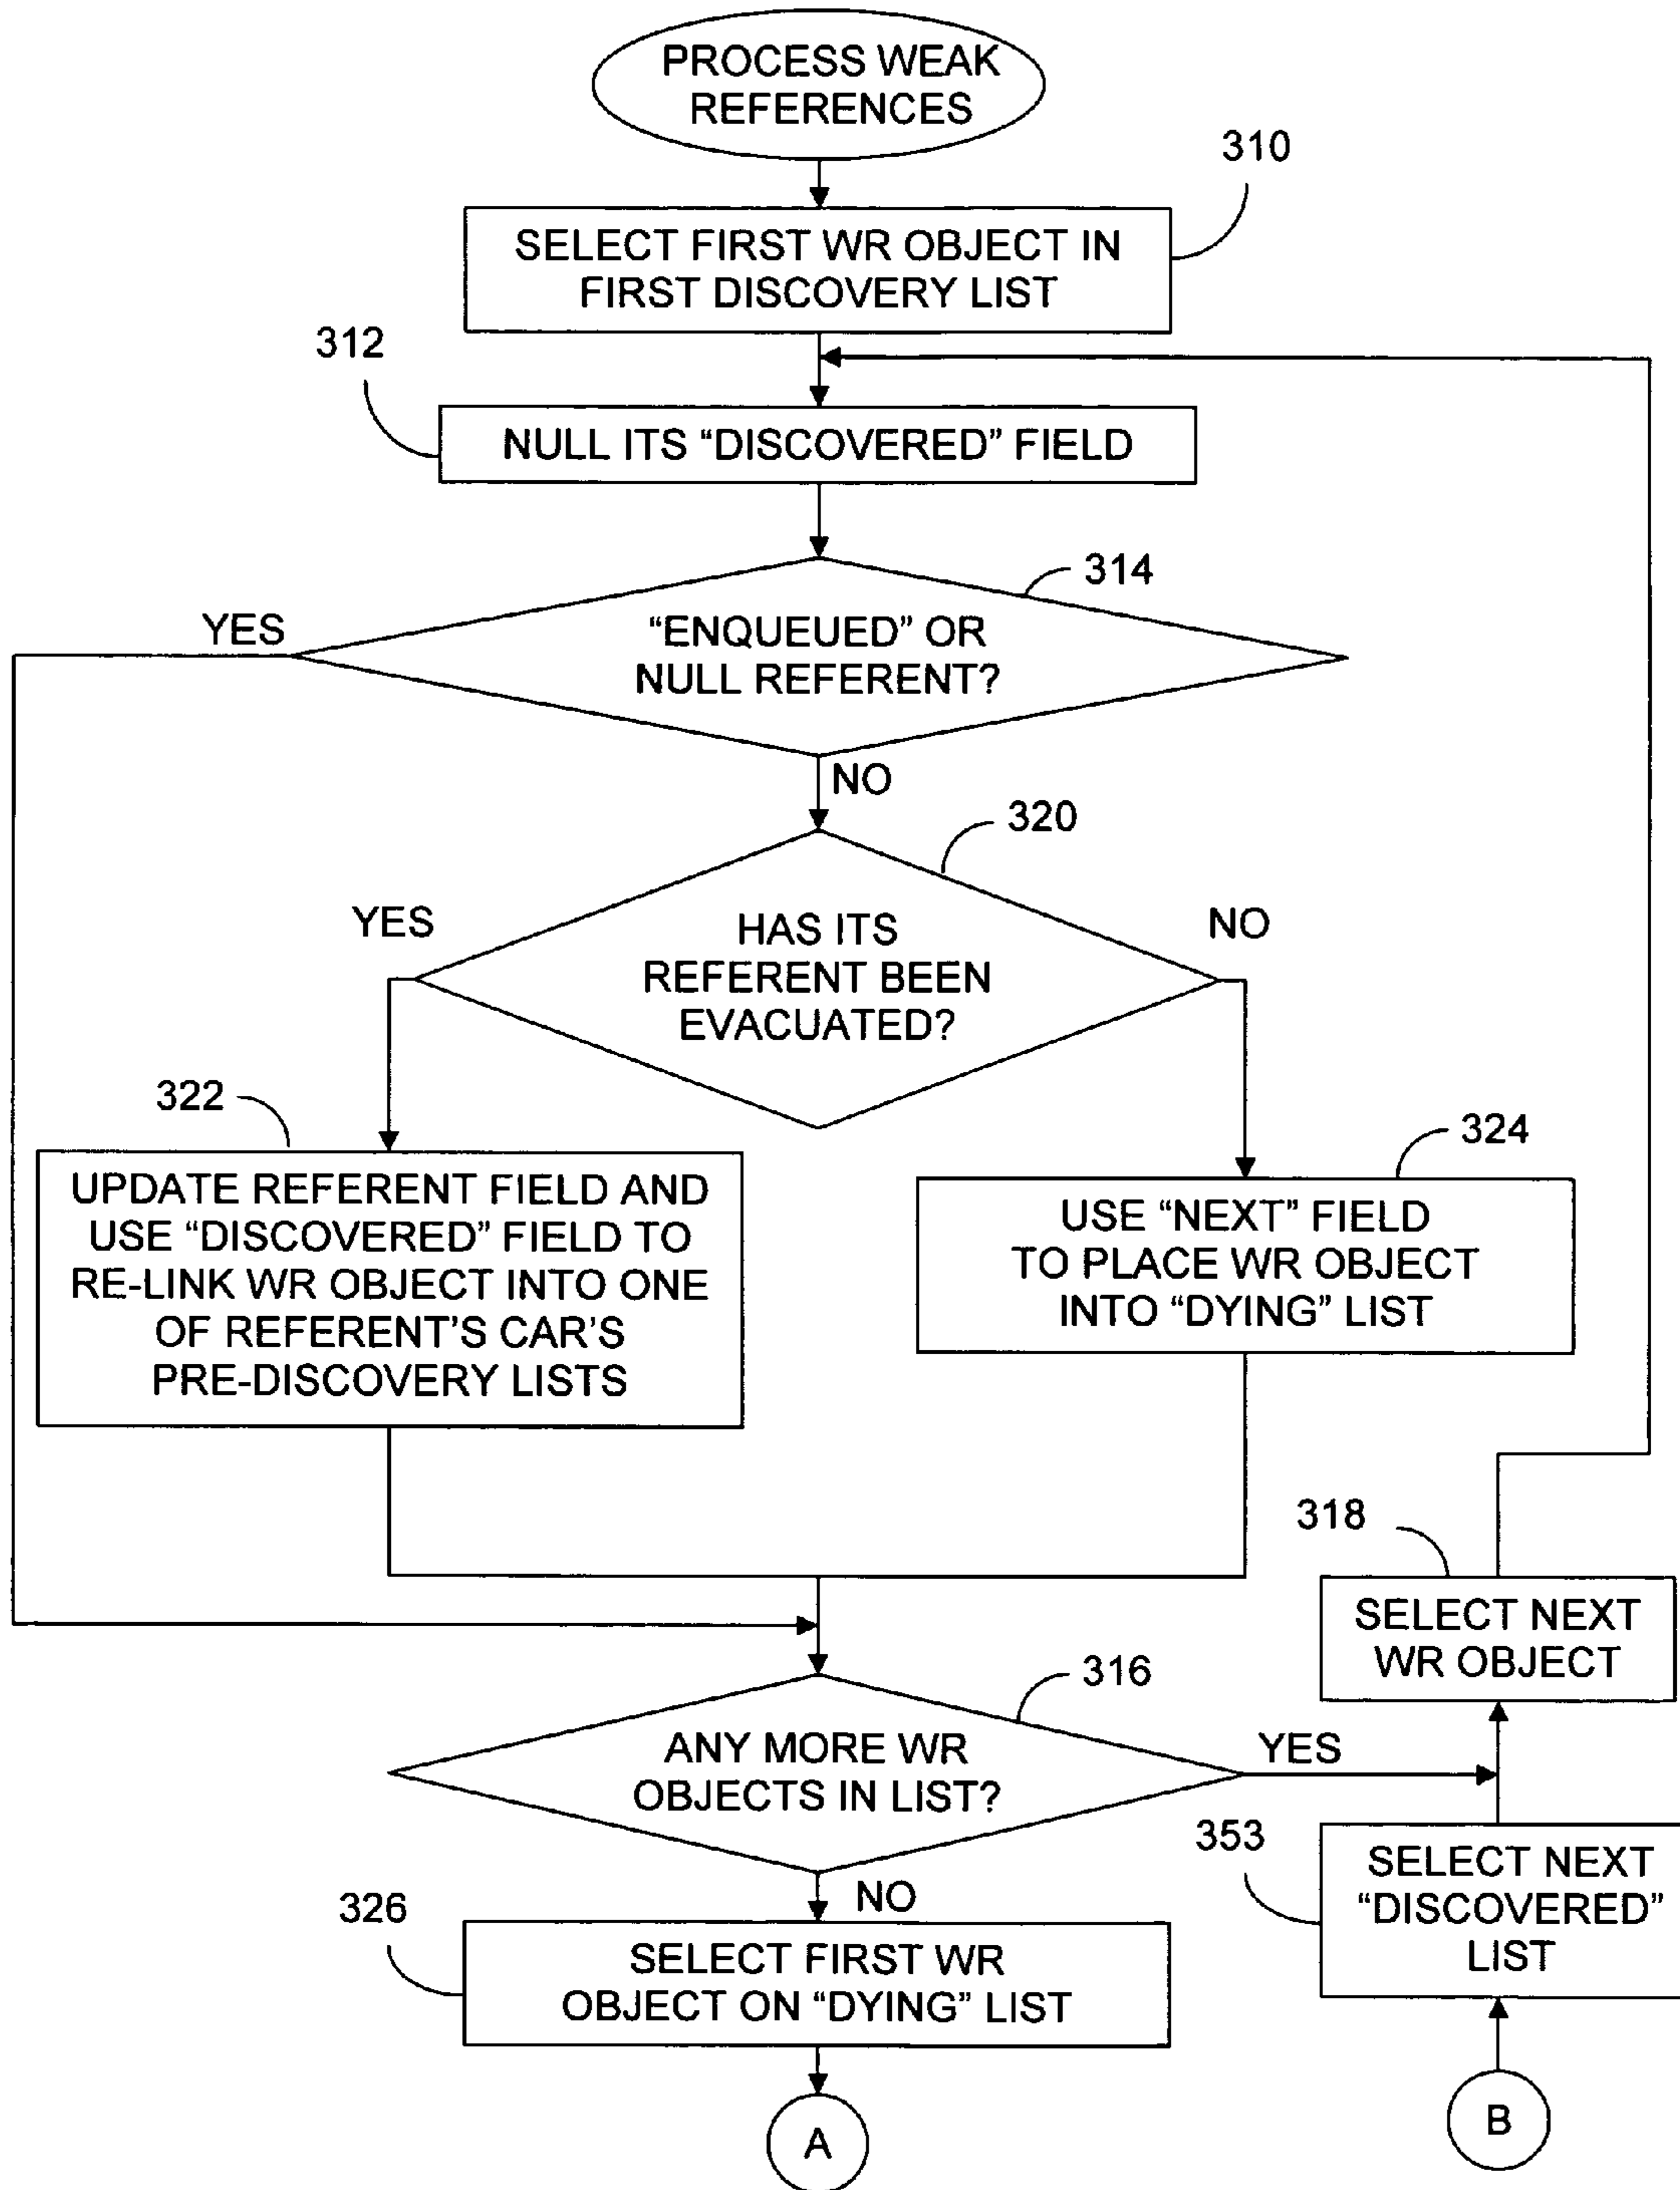 PROCESS WEAK
REFERENCES
310
SELECT FIRST WR OBJECT IN
FIRST DISCOVERY LIST
312
NULL ITS “DISCOVERED” FIELD
314
YES
“ENQUEUED” OR
NULL REFERENT?
NO
320
YES
NO
HAS ITS
REFERENT BEEN
EVACUATED?
322
324
UPDATE REFERENT FIELD AND
USE “DISCOVERED” FIELD TO
RE-LINK WR OBJECT INTO ONE
OF REFERENT'S CAR'S
PRE-DISCOVERY LISTS
USE “NEXT” FIELD
TO PLACE WR OBJECT
INTO “DYING” LIST
318
SELECT NEXT
WR OBJECT
316
ANY MORE WR
OBJECTS IN LIST?
YES
353
SELECT NEXT
“DISCOVERED”
LIST
NO
326
SELECT FIRST WR
OBJECT ON “DYING” LIST
A
B